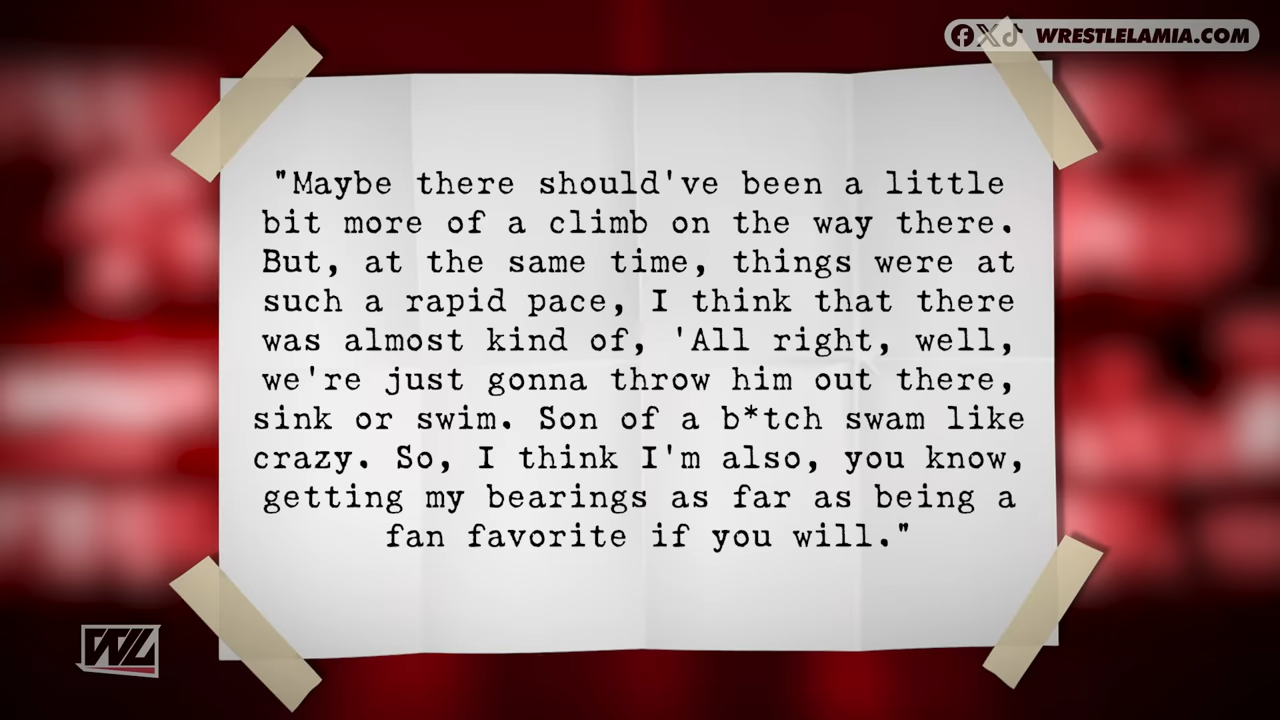 WRESTLELAMIA.COM
"Maybe there should've been a little
bit more of a climb on the way there.
But, at the same time, things were at
such a rapid pace, I think that there
was almost kind of, 'All right, well,
we're just gonna throw him out there,
sink or swim. Son of a b*tch swam like
crazy. So, I think I'm also, you know,
getting my bearings as far as being a
fan favorite if you will."
WL